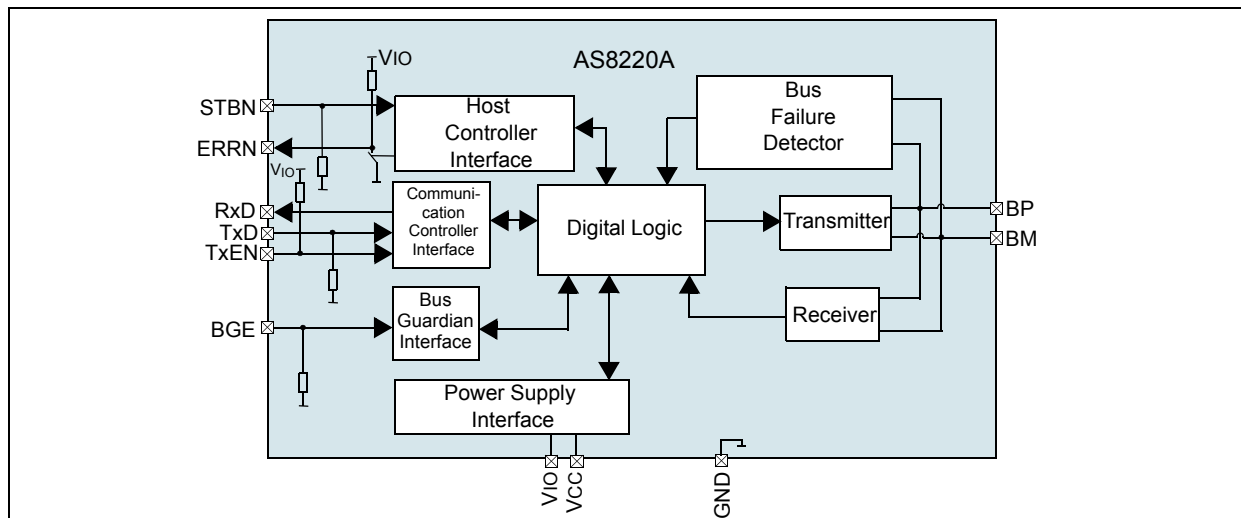 AS8220A
VIO
STBN
ERRN
Host
Controller
Interface
Bus
Failure
Detector
VIO
RxD
TxD
TxEN
Communi-
cation
Controller
Interface
Digital Logic
Transmitter
BP
BM
BGE
Bus
Guardian
Interface
Receiver
Power Supply
Interface
VIO
VCC
GND